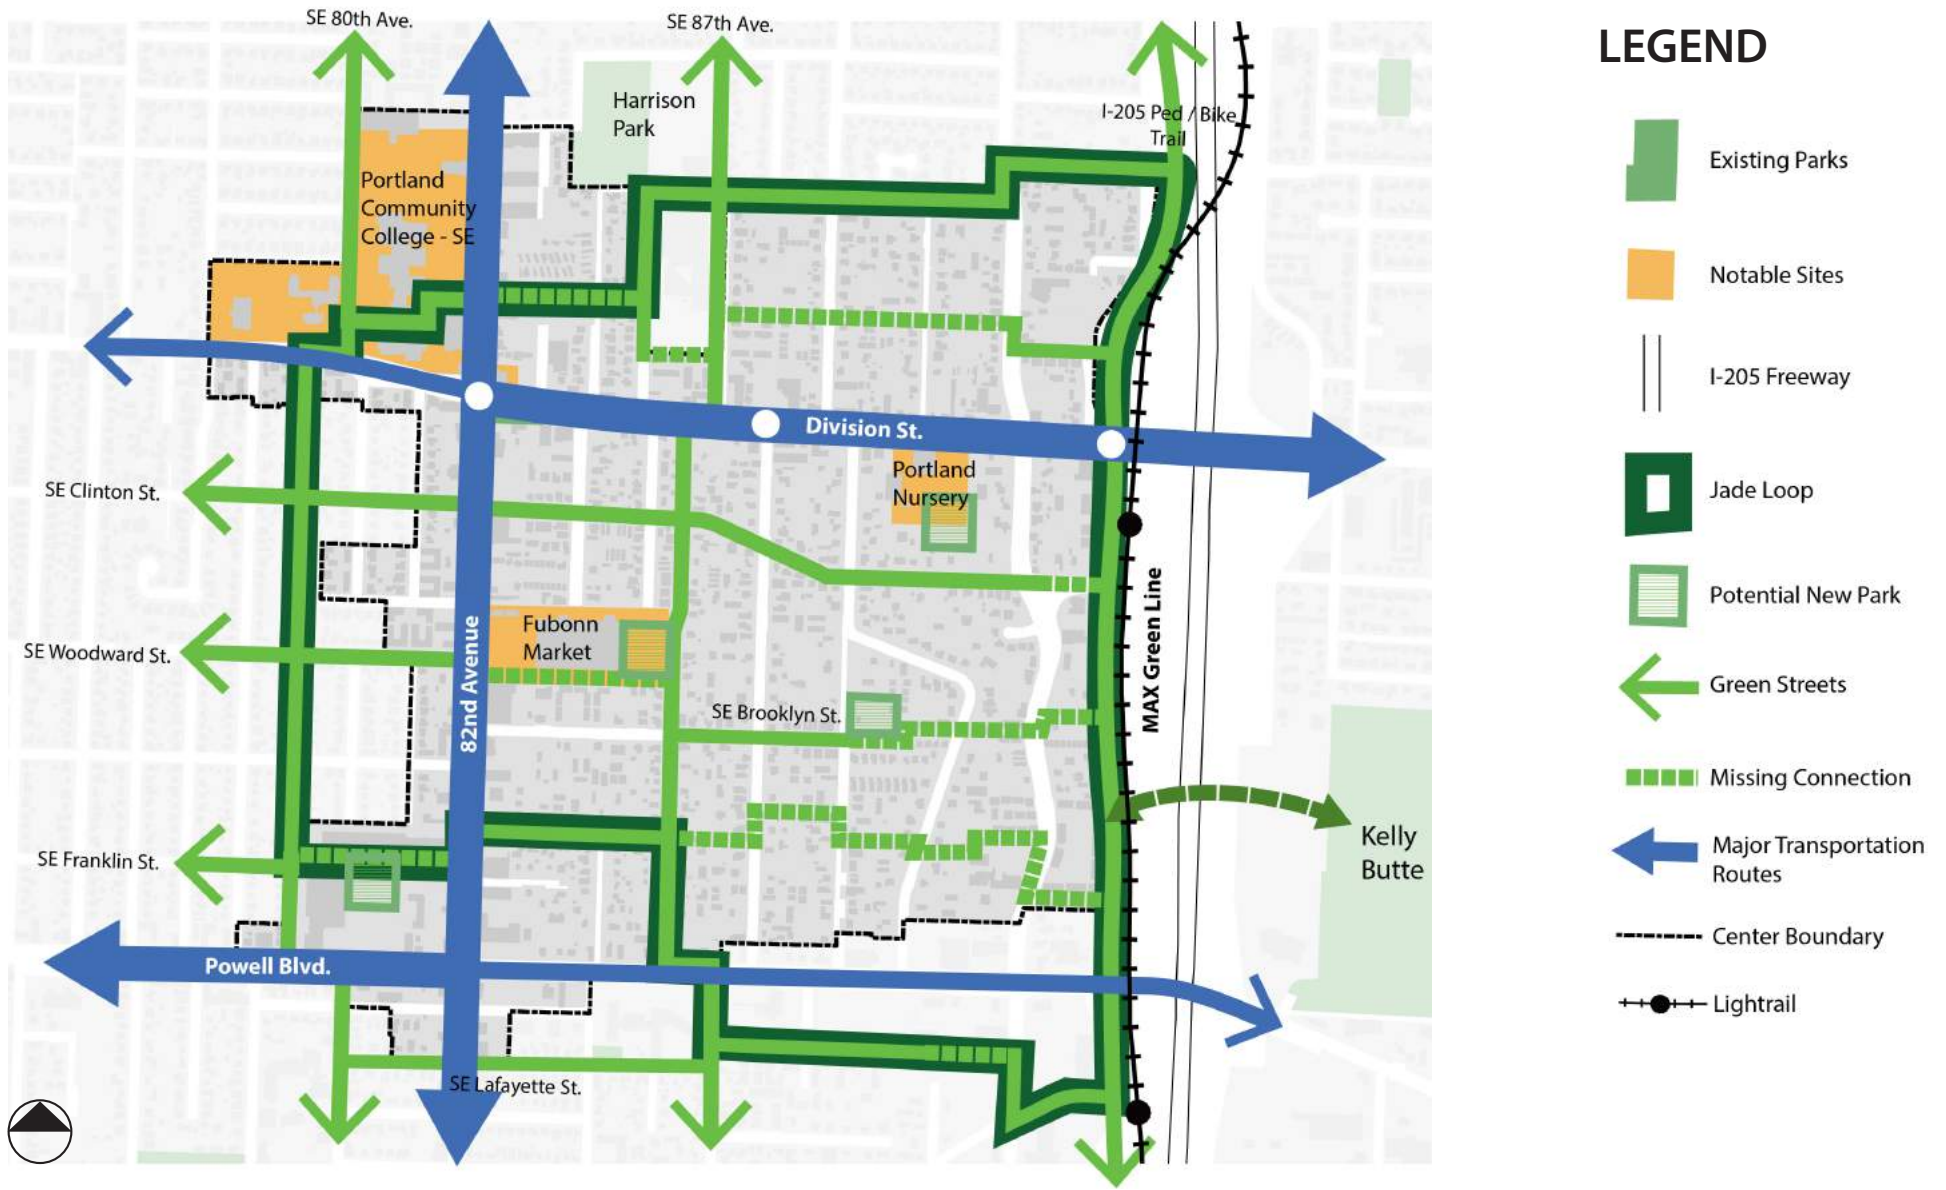 SE 80th Ave.
SE 87th Ave.
Harrison
Park
I-205 Ped / Bike
Trail
Portland
Community
College - SE
Division St.
Portland
Nursery
SE Clinton St.
Fubonn
Market
SE Woodward St.
82nd Avenue
SE Brooklyn St.
MAX Green Line
Kelly
Butte
SE Franklin St.
Powell Blvd.
SE Lafayette St.
LEGEND
Existing Parks
Notable Sites
I-205 Freeway
Jade Loop
Potential New Park
Green Streets
Missing Connection
Major Transportation
Routes
Center Boundary
Lightrail